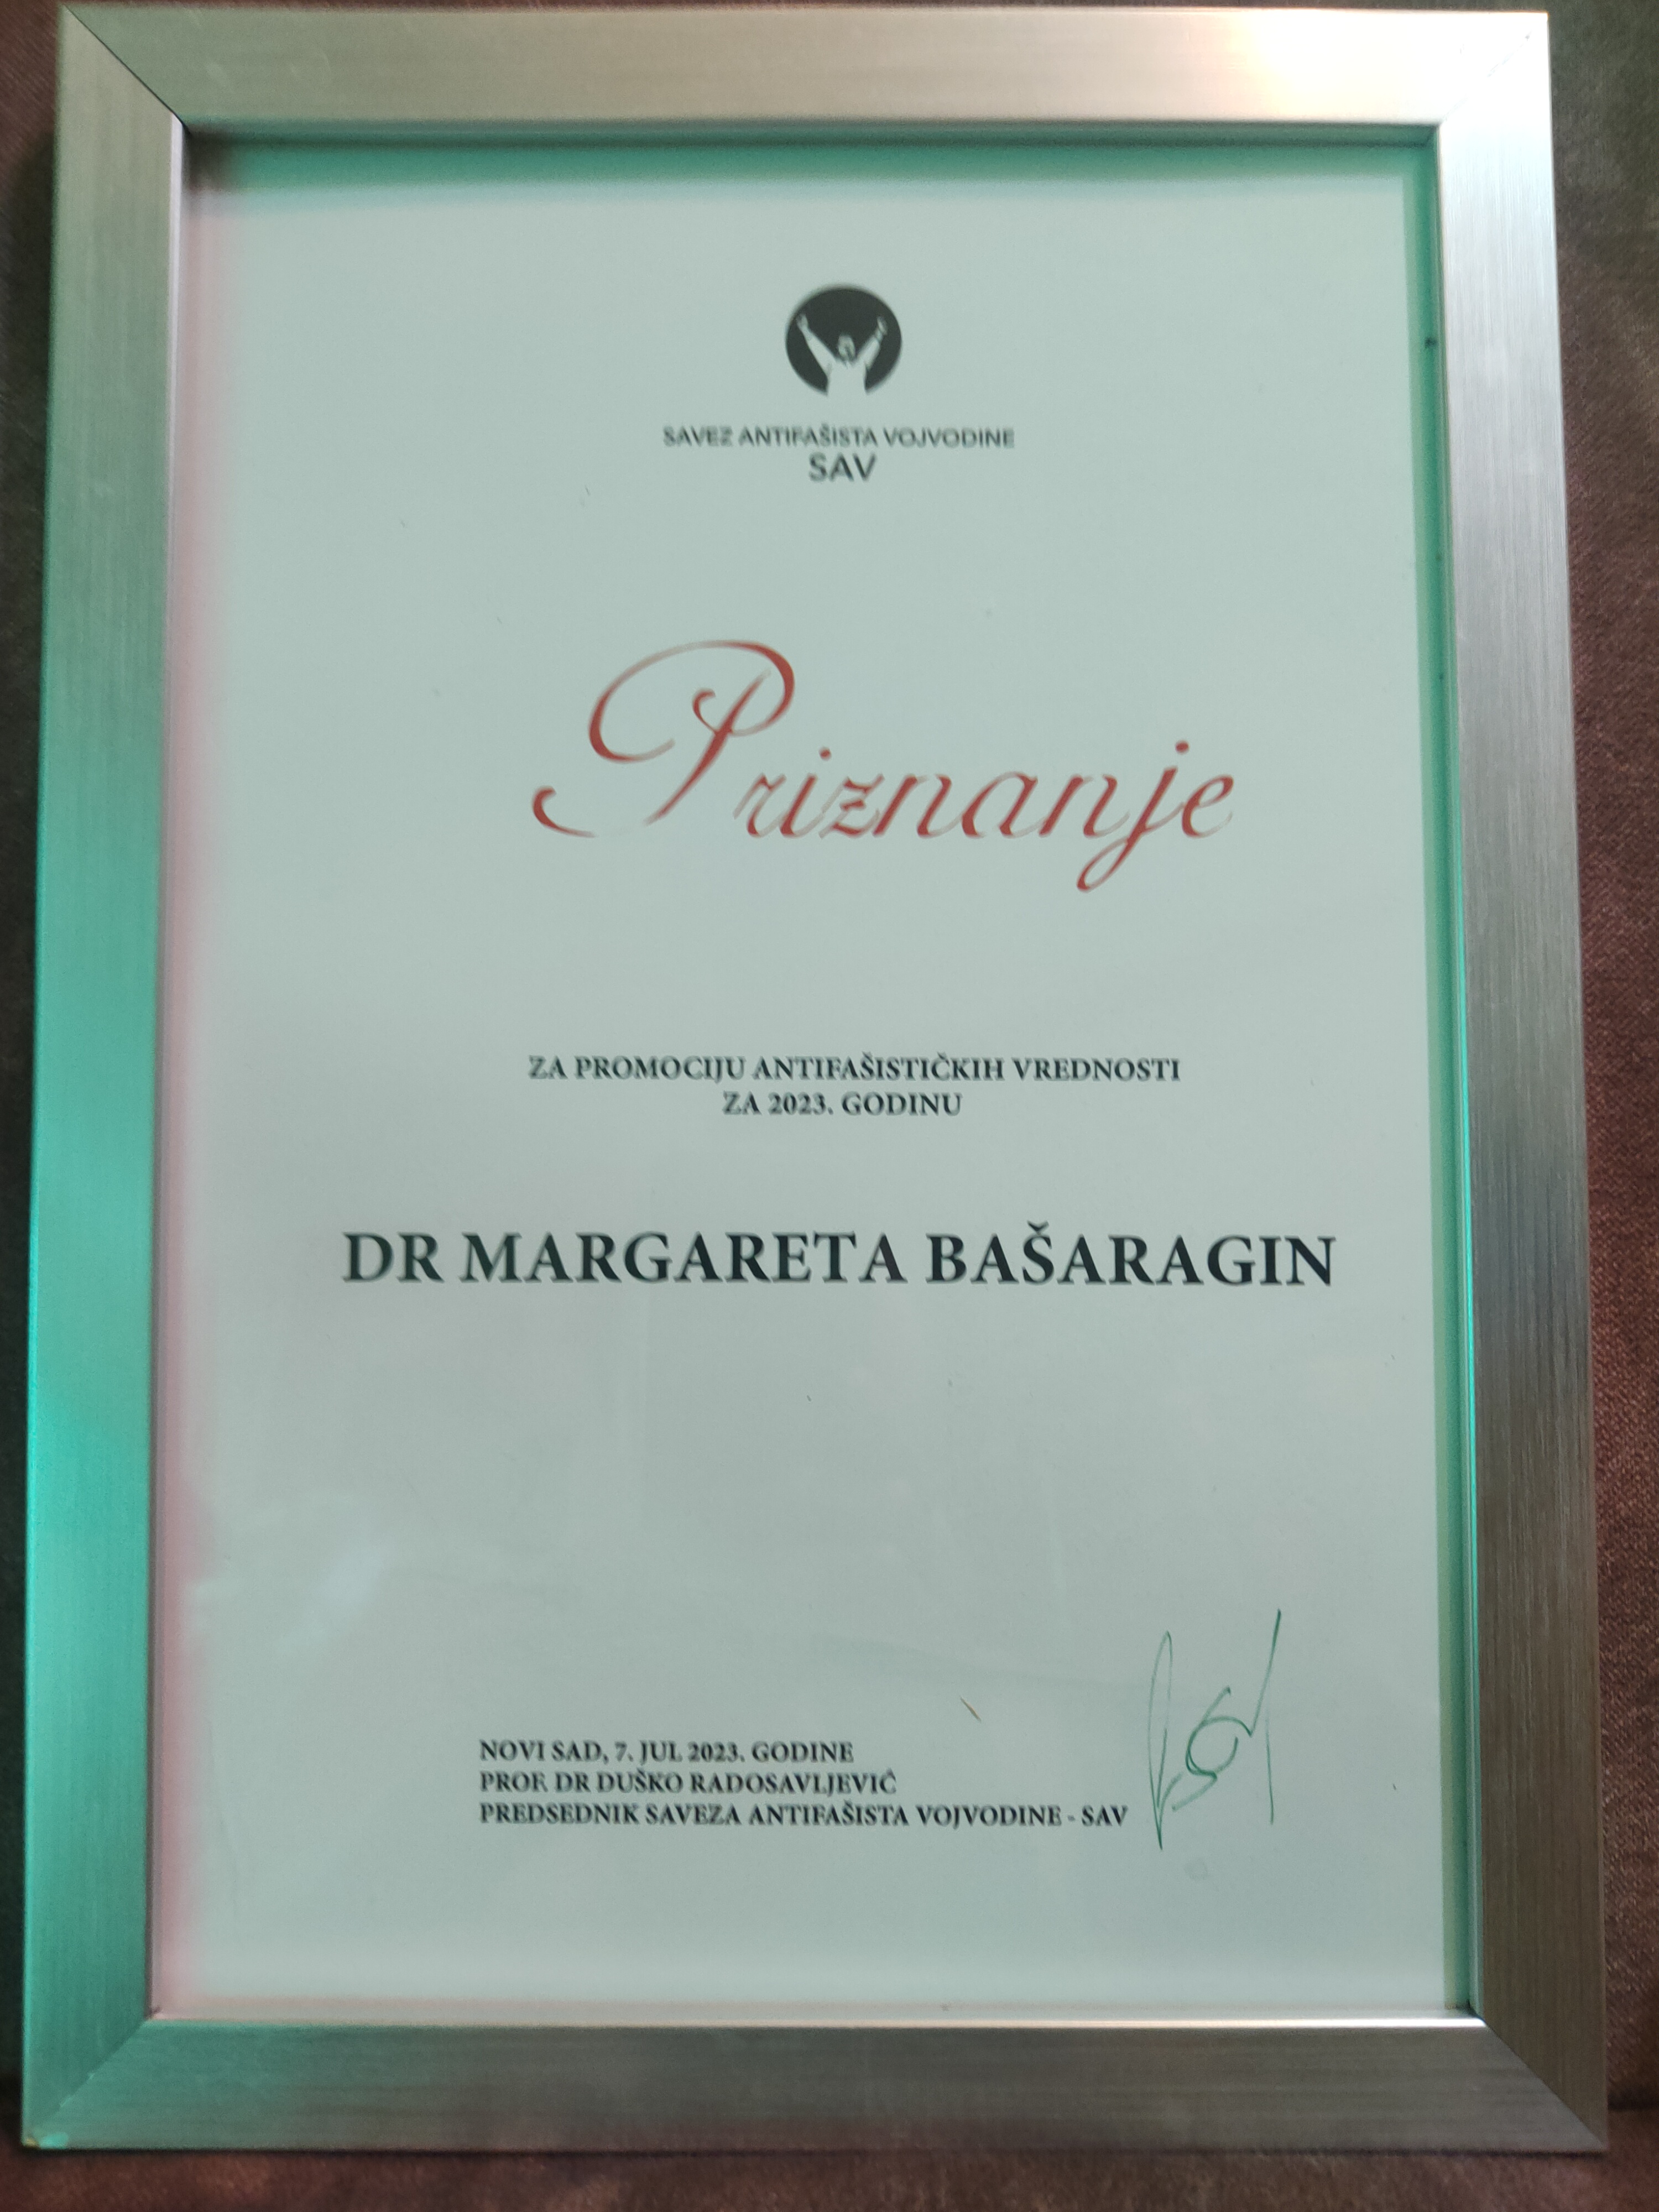 SAVEZ ANTIFAŠISTA VOJVODINE
SAV
Priznanje
ZA PROMOCIJU ANTIFAŠISTIČKIH VREDNOSTI
ZA 2023. GODINU
DR MARGARETA BAŠARAGIN
NOVI SAD, 7. JUL 2023. GODINE
PROF. DR DUŠKO RADOSAVLJEVIĆ
PREDSEDNIK SAVEZA ANTIFAŠISTA VOJVODINE - SAV